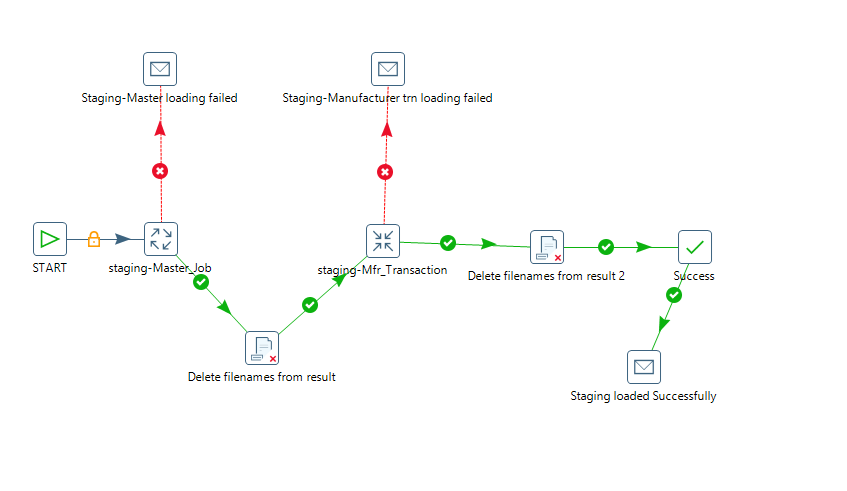 Staging-Master loading failed
Staging-Manufacturer trn loading failed
START
staging-Master_Job
staging-Mfr_Transaction
Delete filenames from result 2
Success
Delete filenames from result
Staging loaded Successfully